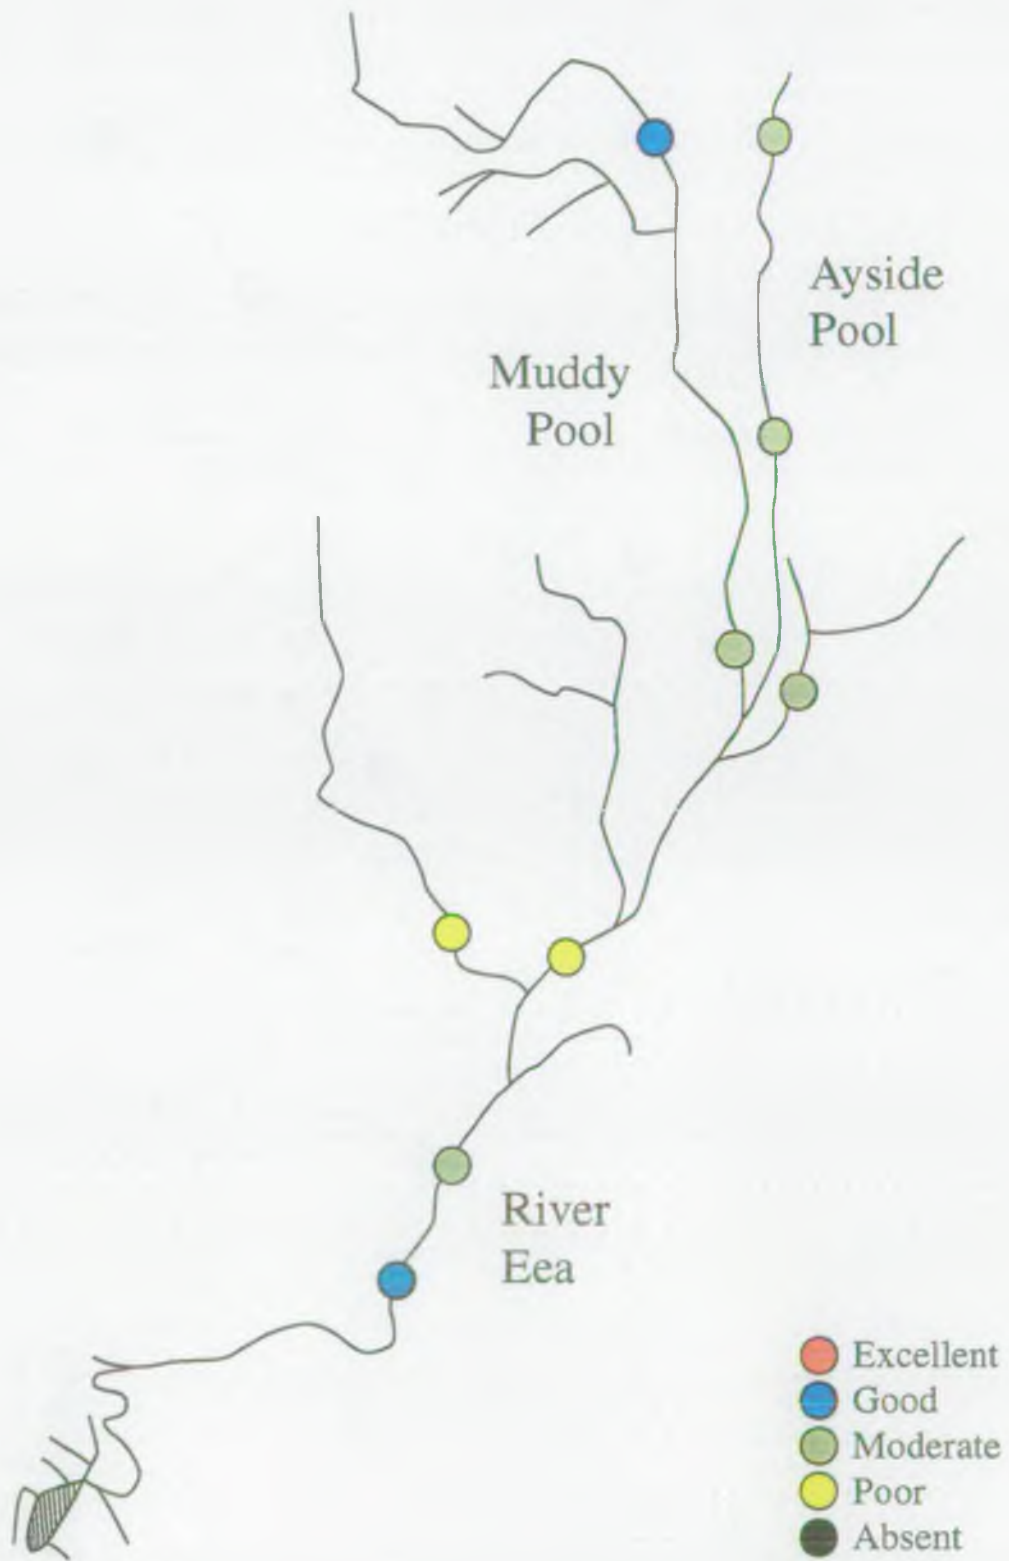 Ayside
Pool
Muddy
Pool
River
Eea
Excellent
Good
Moderate
Poor
Absent